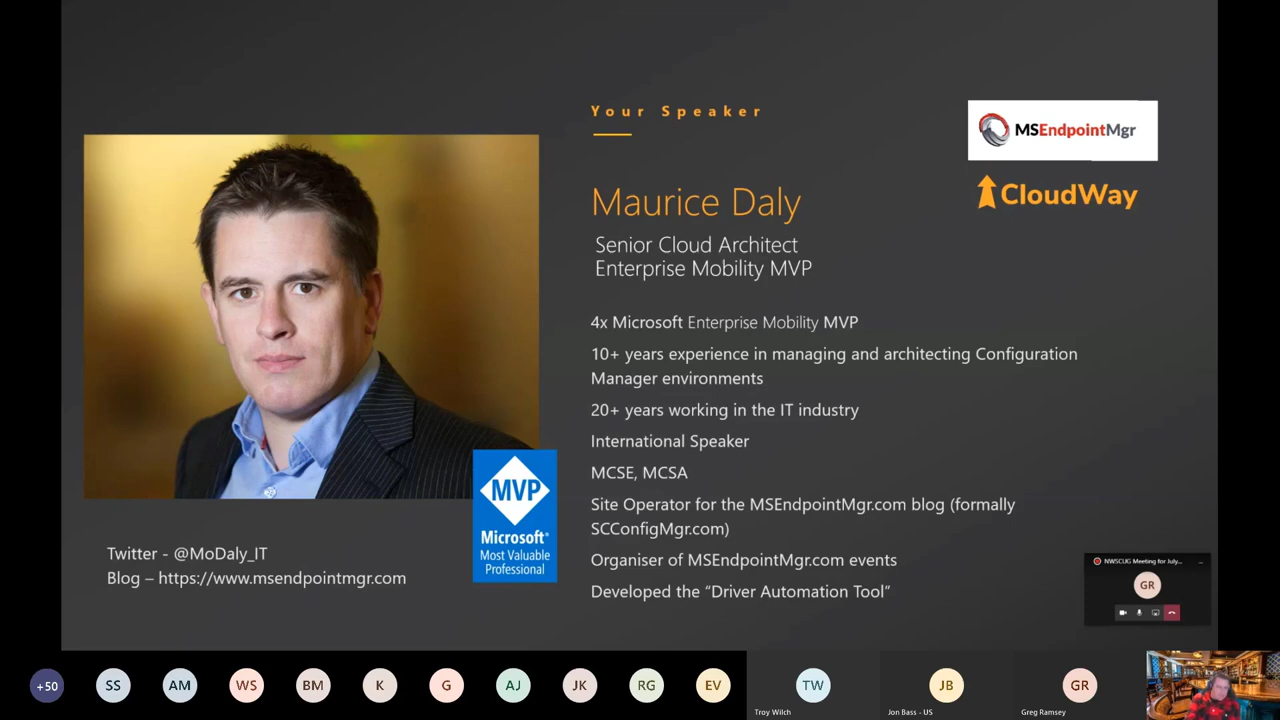 Your Speaker
MSEndpointMgr
CloudWay
Maurice Daly
Senior Cloud Architect
Enterprise Mobility MVP
4x Microsoft Enterprise Mobility MVP
10+ years experience in managing and architecting Configuration
Manager environments
20+ years working in the IT industry
International Speaker
MCSE, MCSA
Site Operator for the MSEndpointMgr.com blog (formally
SCConfigMgr.com)
Organiser of MSEndpointMgr.com events
Developed the “Driver Automation Tool”
MVP
Microsoft®
Most Valuable
Professional
Twitter - @MoDaly_IT
Blog – https://www.msendpointmgr.com
NWSCUG Meeting for July...
GR
+50
SS
AM
WS
BM
K
G
AJ
JK
RG
EV
TW
JB
GR
Troy Wilch
Jon Bass - US
Greg Ramsey